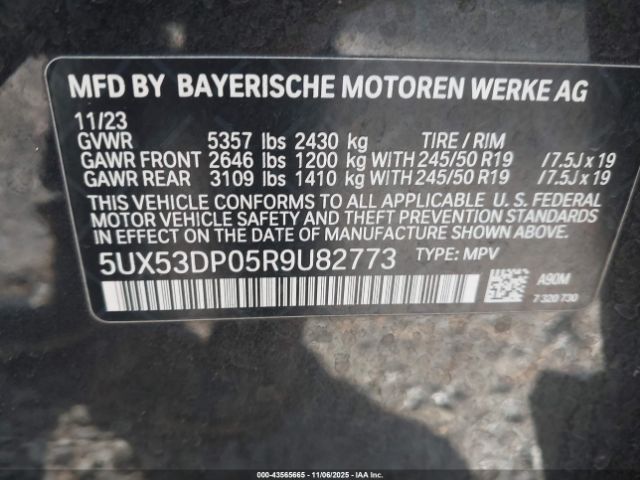 MFD BY BAYERISCHE MOTOREN WERKE AG
11/23
GVWR 5357 lbs 2430 kg TIRE / RIM
GAWR FRONT 2646 lbs 1200 kg WITH 245/50 R19 /7.5J x 19
GAWR REAR 3109 lbs 1410 kg WITH 245/50 R19 /7.5J x 19
THIS VEHICLE CONFORMS TO ALL APPLICABLE U. S. FEDERAL
MOTOR VEHICLE SAFETY AND THEFT PREVENTION STANDARDS
IN EFFECT ON THE DATE OF MANUFACTURE SHOWN ABOVE.
5UX53DP05R9U82773 TYPE: MPV
A90M
7 320 730
000-43565665 - 11/06/2025 - IAA Inc.